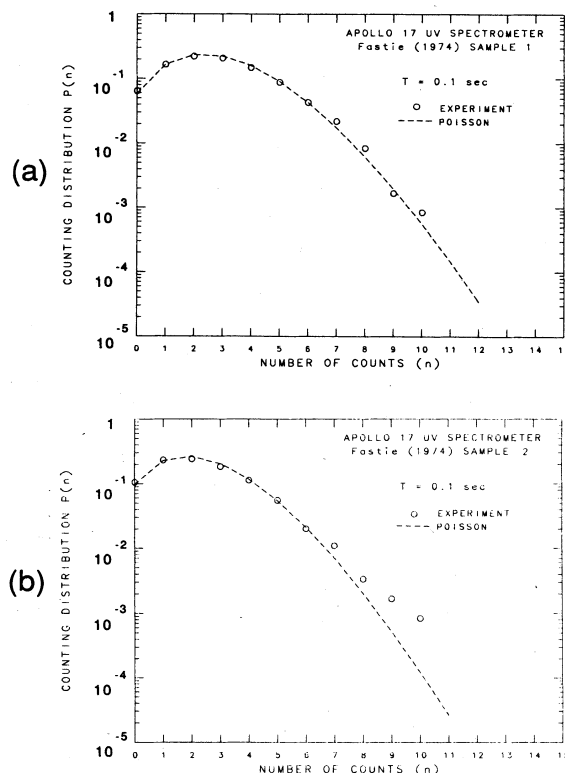 (a)
COUNTING DISTRIBUTION P(n)
1
10⁻¹
10⁻²
10⁻³
10⁻⁴
10⁻⁵
APOLLO 17 UV SPECTROMETER
Fastie (1974) SAMPLE 1
T = 0.1 sec
EXPERIMENT
POISSON
0 1 2 3 4 5 6 7 8 9 10 11 12 13 14 1
NUMBER OF COUNTS (n)
(b)
COUNTING DISTRIBUTION P(n)
1
10⁻¹
10⁻²
10⁻³
10⁻⁴
10⁻⁵
APOLLO 17 UV SPECTROMETER
Fastie (1974) SAMPLE 2
T = 0.1 sec
EXPERIMENT
POISSON
0 1 2 3 4 5 6 7 8 9 10 11 12 13 14 1
NUMBER OF COUNTS (n)